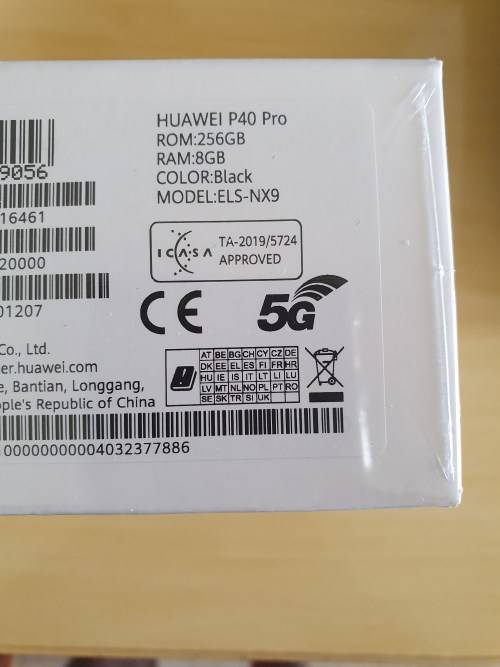 HUAWEI P40 Pro
ROM:256GB
RAM:8GB
COLOR:Black
MODEL:ELS-NX9
9056
16461
20000
01207
ICASA
TA-2019/5724
APPROVED
CE
5G
Co., Ltd.
er.huawei.com
e, Bantian, Longgang,
ople's Republic of China
AT BE BG CH CY CZ DE
DK EE EL ES FI FR HR
HU IE IS IT LT LI LU
LV MT NL NO PL PT RO
SE SK TR SI UK
000000000004032377886